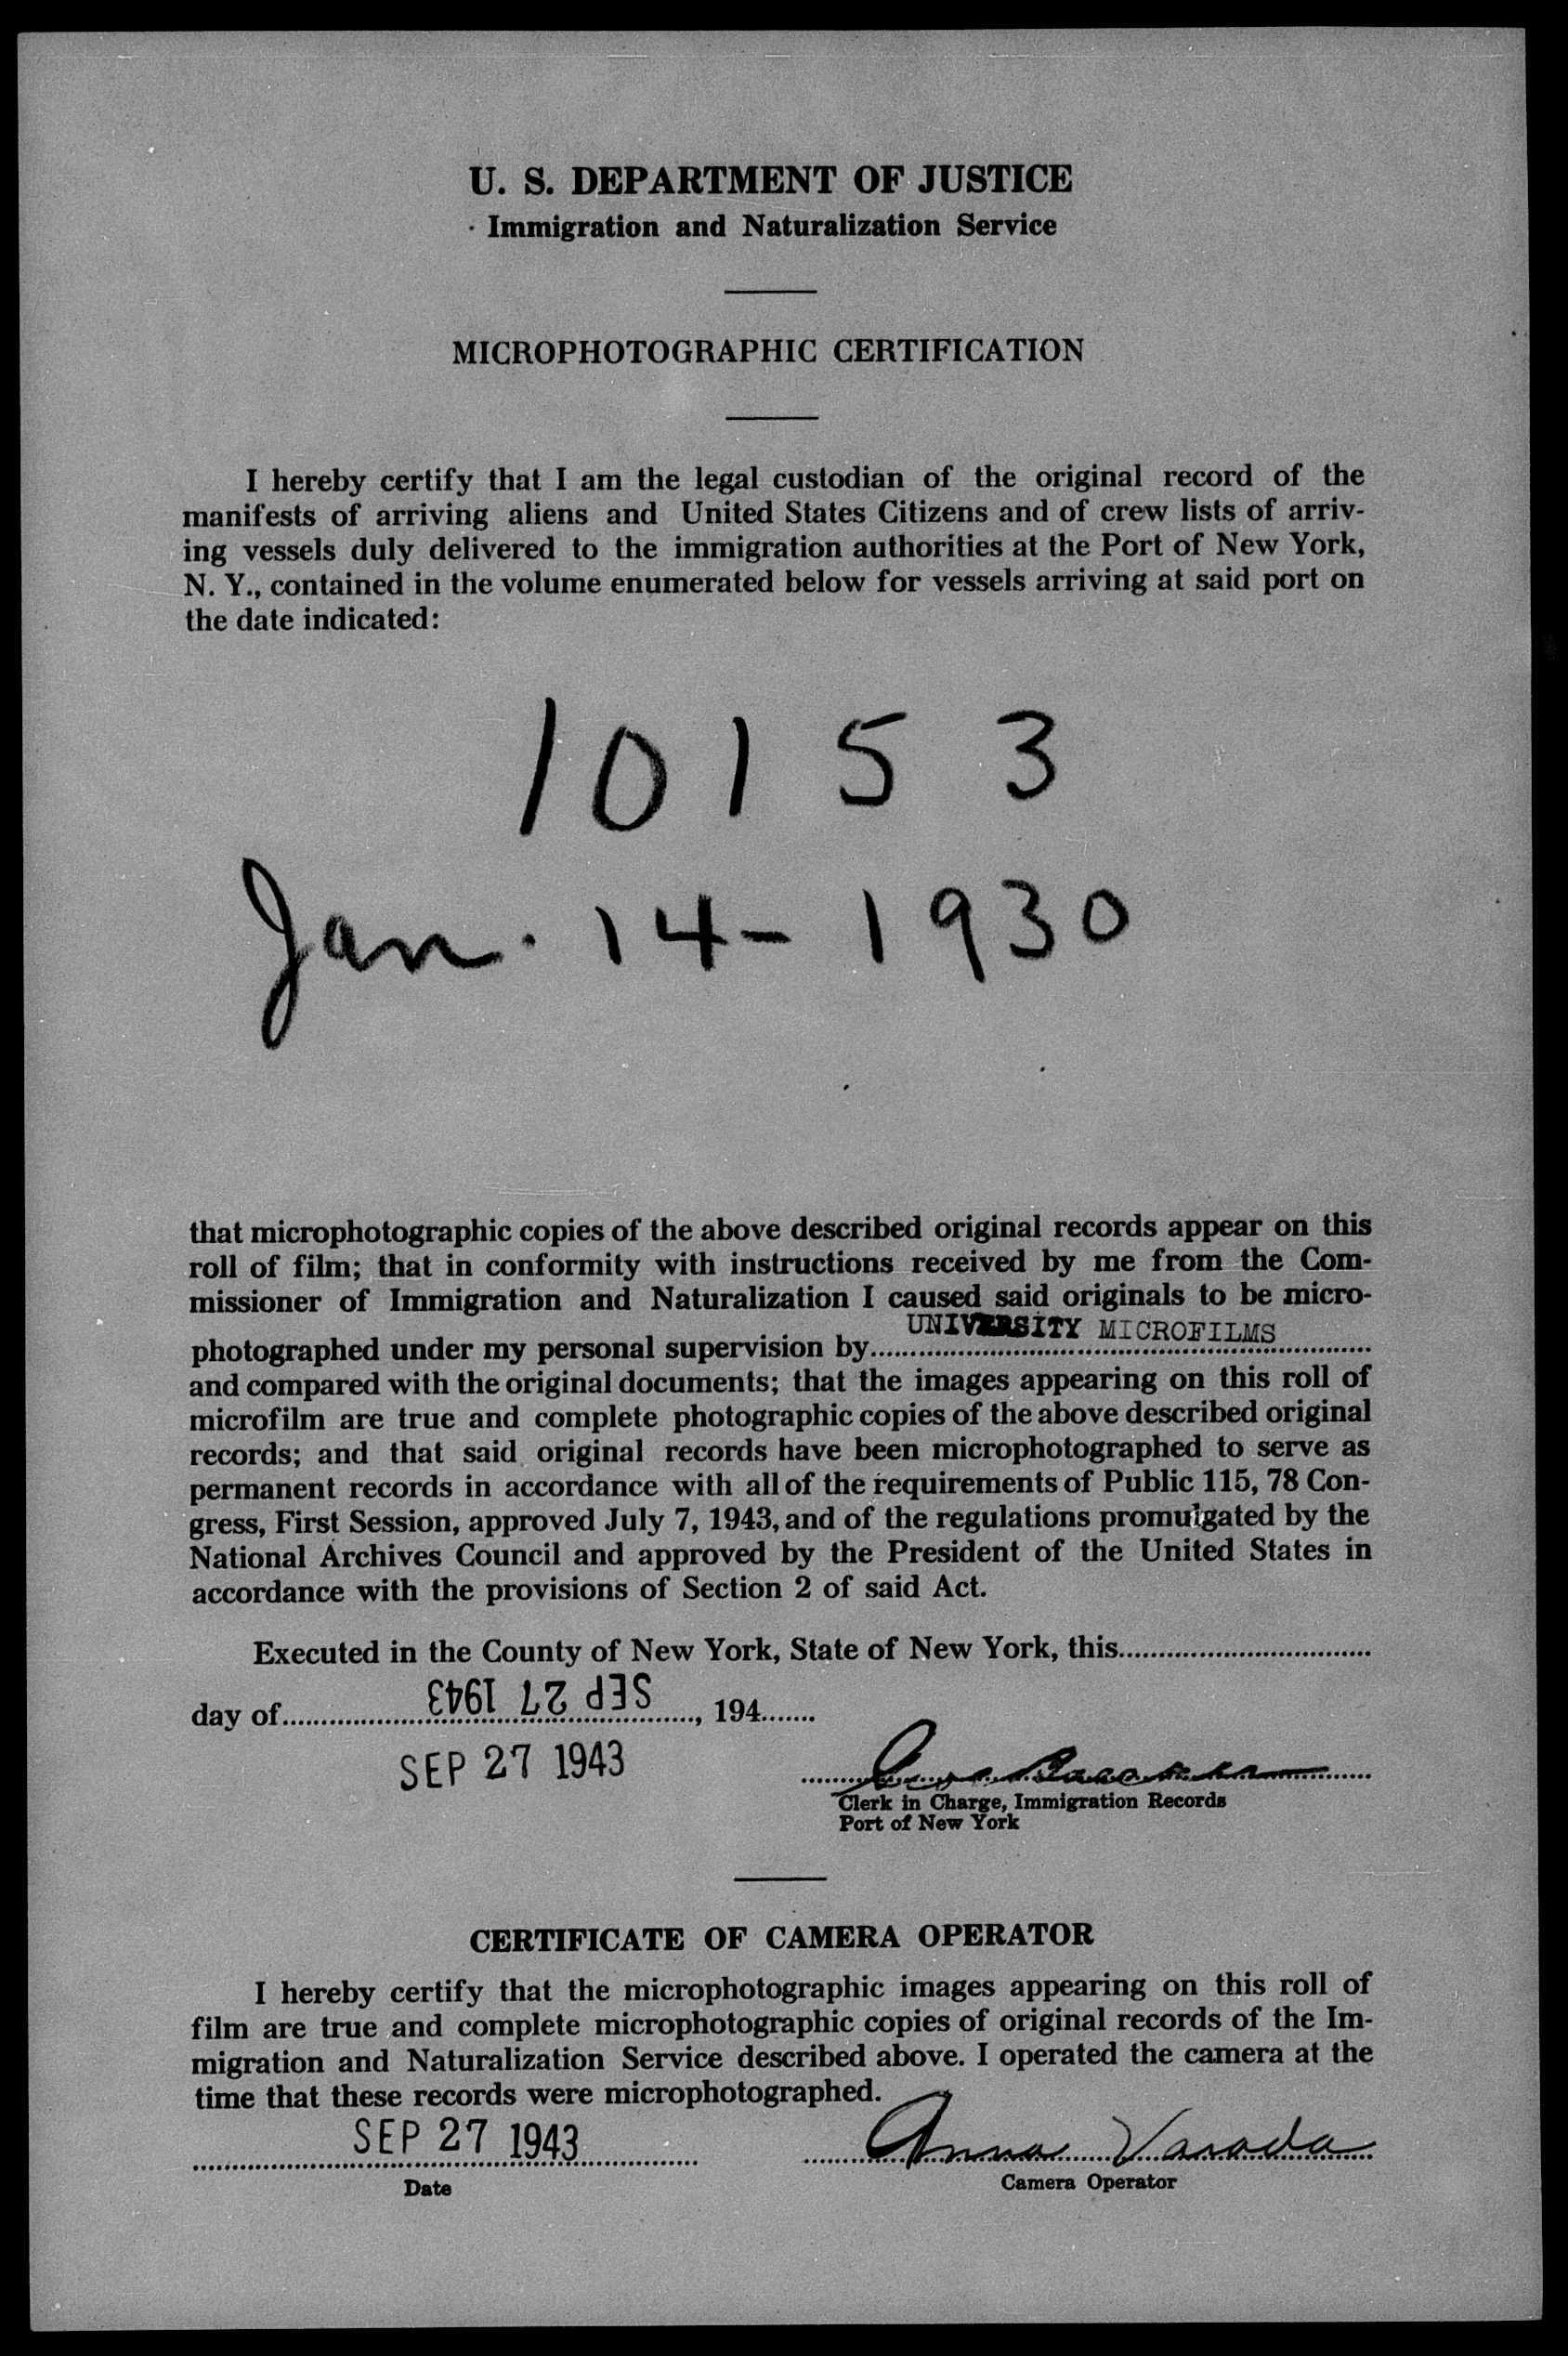 U. S. DEPARTMENT OF JUSTICE
Immigration and Naturalization Service
MICROPHOTOGRAPHIC CERTIFICATION
I hereby certify that I am the legal custodian of the original record of the
manifests of arriving aliens and United States Citizens and of crew lists of arriv-
ing vessels duly delivered to the immigration authorities at the Port of New York,
N. Y., contained in the volume enumerated below for vessels arriving at said port on
the date indicated:
10153
Jan. 14- 1930
that microphotographic copies of the above described original records appear on this
roll of film; that in conformity with instructions received by me from the Com-
missioner of Immigration and Naturalization I caused said originals to be micro-
photographed under my personal supervision by UNIVERSITY MICROFILMS
and compared with the original documents; that the images appearing on this roll of
microfilm are true and complete photographic copies of the above described original
records; and that said original records have been microphotographed to serve as
permanent records in accordance with all of the requirements of Public 115, 78 Con-
gress, First Session, approved July 7, 1943, and of the regulations promulgated by the
National Archives Council and approved by the President of the United States in
accordance with the provisions of Section 2 of said Act.
Executed in the County of New York, State of New York, this
day of SEP 27 1943, 194
SEP 27 1943
Clerk in Charge, Immigration Records
Port of New York
CERTIFICATE OF CAMERA OPERATOR
I hereby certify that the microphotographic images appearing on this roll of
film are true and complete microphotographic copies of original records of the Im-
migration and Naturalization Service described above. I operated the camera at the
time that these records were microphotographed.
SEP 27 1943 Anna Varada
Date Camera Operator